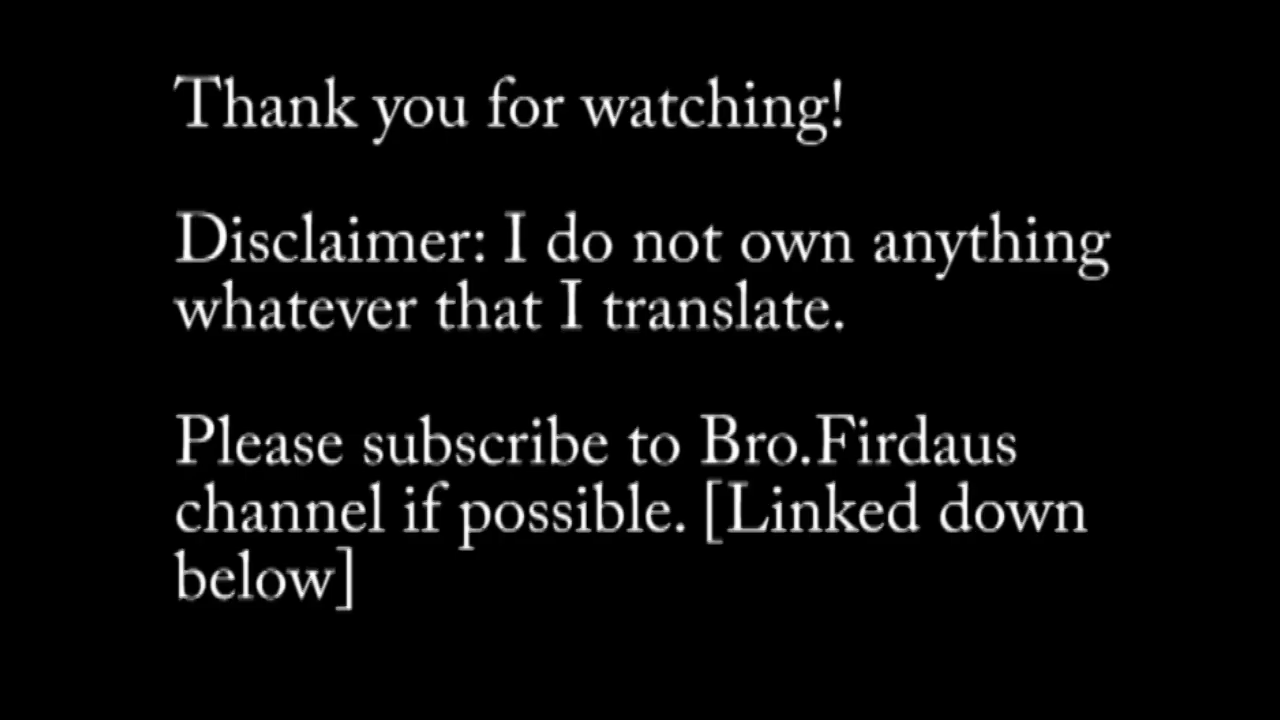 Thank you for watching!
Disclaimer: I do not own anything
whatever that I translate.
Please subscribe to Bro.Firdaus
channel if possible. [Linked down
below]